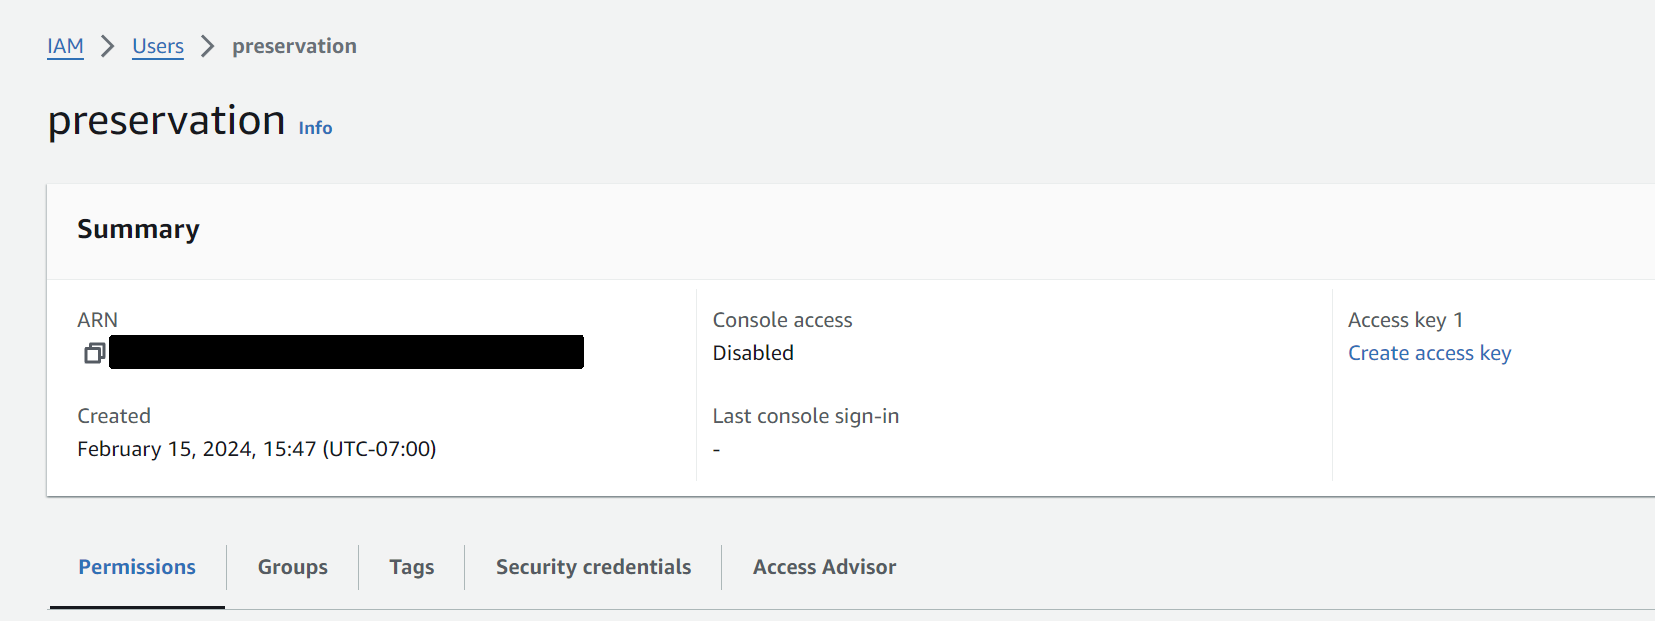 IAM > Users > preservation
preservation Info
Summary
ARN
Created
February 15, 2024, 15:47 (UTC-07:00)
Console access
Disabled
Last console sign-in
-
Access key 1
Create access key
Permissions Groups Tags Security credentials Access Advisor